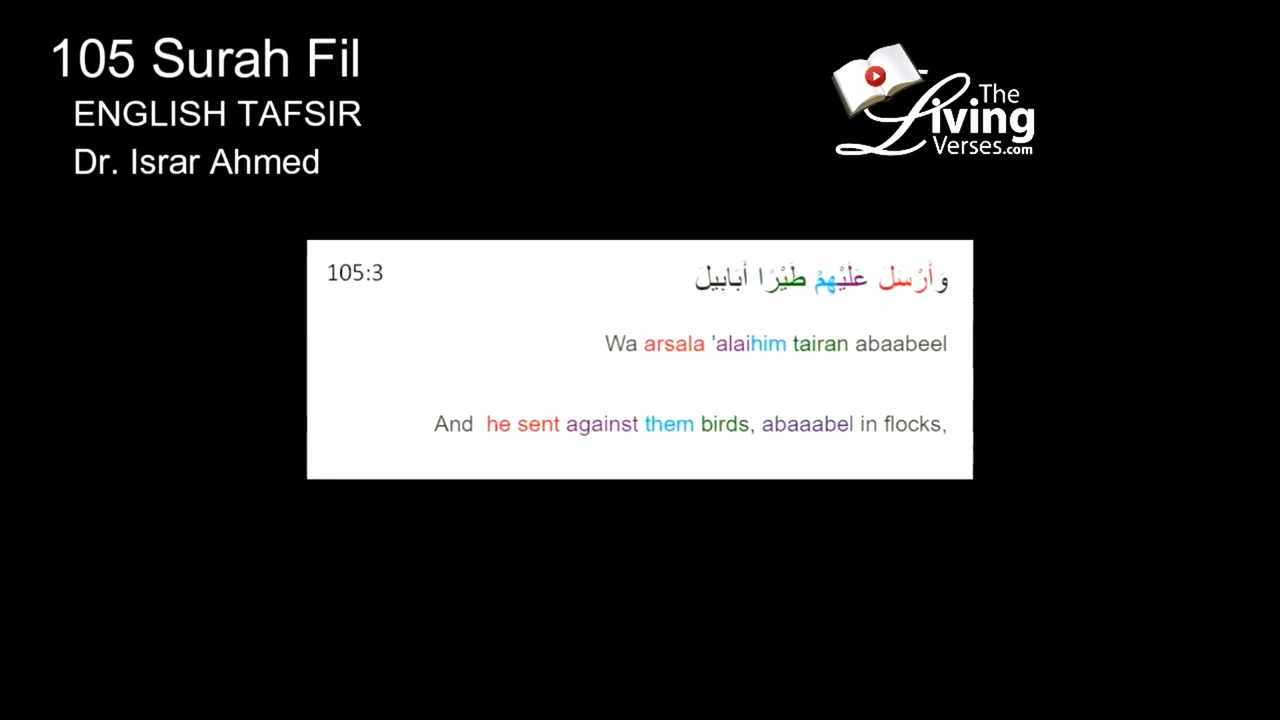 105 Surah Fil
ENGLISH TAFSIR
Dr. Israr Ahmed
The
Living
Verses.com
105:3
وَأَرْسَلَ عَلَيْهِمْ طَيْرًا أَبَابِيلَ
Wa arsala 'alaihim tairan abaabeel
And he sent against them birds, abaaabel in flocks,